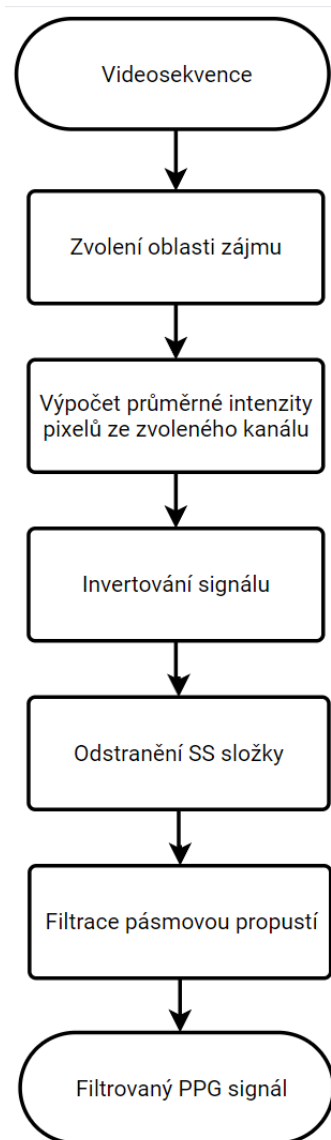 Videosekvence
Zvolení oblasti zájmu
Výpočet průměrné intenzity
pixelů ze zvoleného kanálu
Invertování signálu
Odstranění SS složky
Filtrace pásmovou propustí
Filtrovaný PPG signál